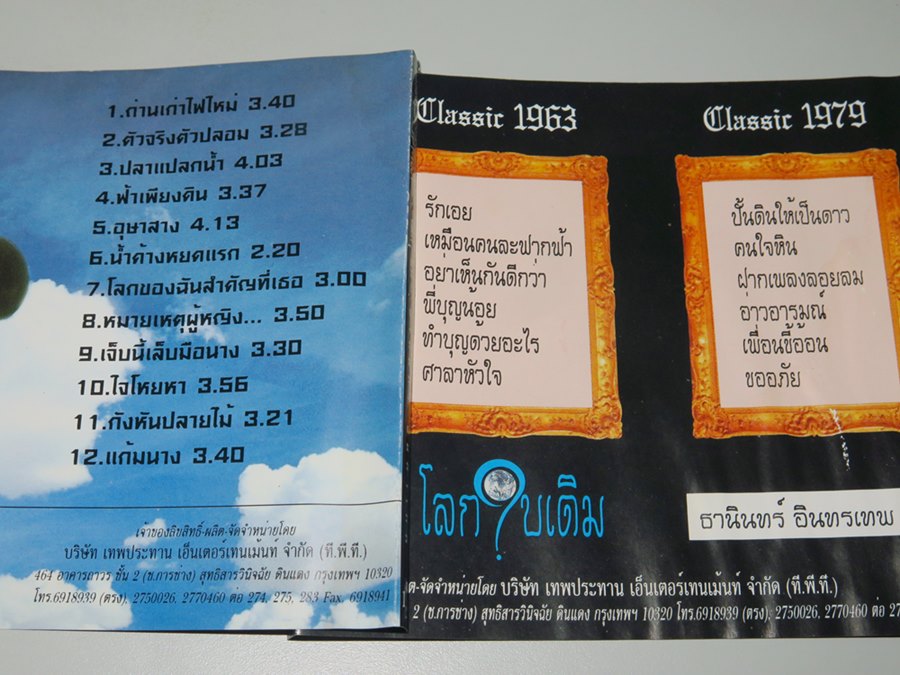 1.ถ่านเก่าไฟใหม่ 3.40
2.ตัวจริงตัวปลอม 3.28
3.ปลาแปลกน้ำ 4.03
4.ฟ้าเพียงดิน 3.37
5.อุษาสาง 4.13
6.น้ำค้างหยดแรก 2.20
7.โลกของฉันสำคัญที่เธอ 3.00
8.หมายเหตุผู้หญิง... 3.50
9.เจ็บนี้เล็บมือนาง 3.30
10.ใจโหยหา 3.56
11.กังหันปลายไม้ 3.21
12.แก้มนาง 3.40
เจ้าของลิขสิทธิ์-ผลิต-จัดจำหน่ายโดย
บริษัท เทพประทาน เอ็นเตอร์เทนเม้นท์ จำกัด (ที.พี.ที.)
464 อาคารถาวร ชั้น 2 (ช.การช่าง) สุทธิสารวินิจฉัย ดินแดง กรุงเทพฯ 10320
โทร.6918939 (ตรง), 2750026, 2770460 ต่อ 274, 275, 283 Fax. 6918941
Classic 1963
รักเอย
เหมือนคนละฟากฟ้า
อย่าเห็นกันดีกว่า
พี่บุญน้อย
ทำบุญด้วยอะไร
ศาลาหัวใจ
Classic 1979
ปั้นดินให้เป็นดาว
คนใจหิน
ฝากเพลงลอยลม
อ่าวอารมณ์
เพื่อนชี้อ้อน
ขออภัย
โลกใบเดิม
ธานินทร์ อินทรเทพ
ต-จัดจำหน่ายโดย บริษัท เทพประทาน เอ็นเตอร์เทนเม้นท์ จำกัด (ที.พี.ที.)
2 (ช.การช่าง) สุทธิสารวินิจฉัย ดินแดง กรุงเทพฯ 10320 โทร.6918939 (ตรง), 2750026, 2770460 ต่อ 27